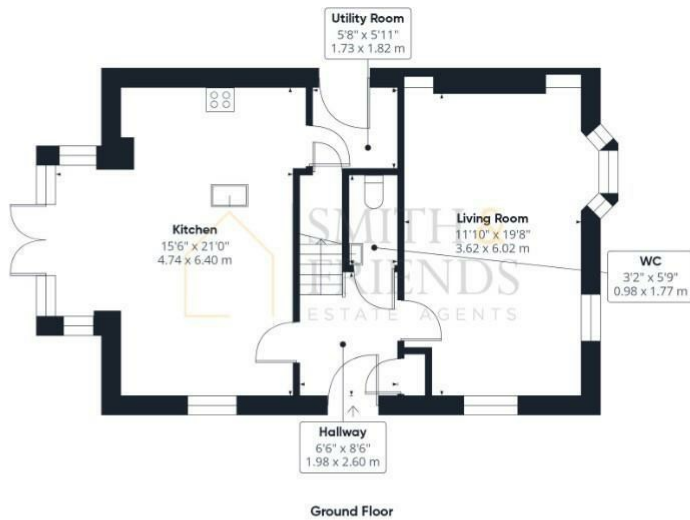 Utility Room
5'8" x 5'11"
1.73 x 1.82 m
Kitchen
15'6" x 21'0"
4.74 x 6.40 m
SMITH &
FRIENDS
ESTATE AGENTS
Living Room
11'10" x 19'8"
3.62 x 6.02 m
WC
3'2" x 5'9"
0.98 x 1.77 m
Hallway
6'6" x 8'6"
1.98 x 2.60 m
Ground Floor